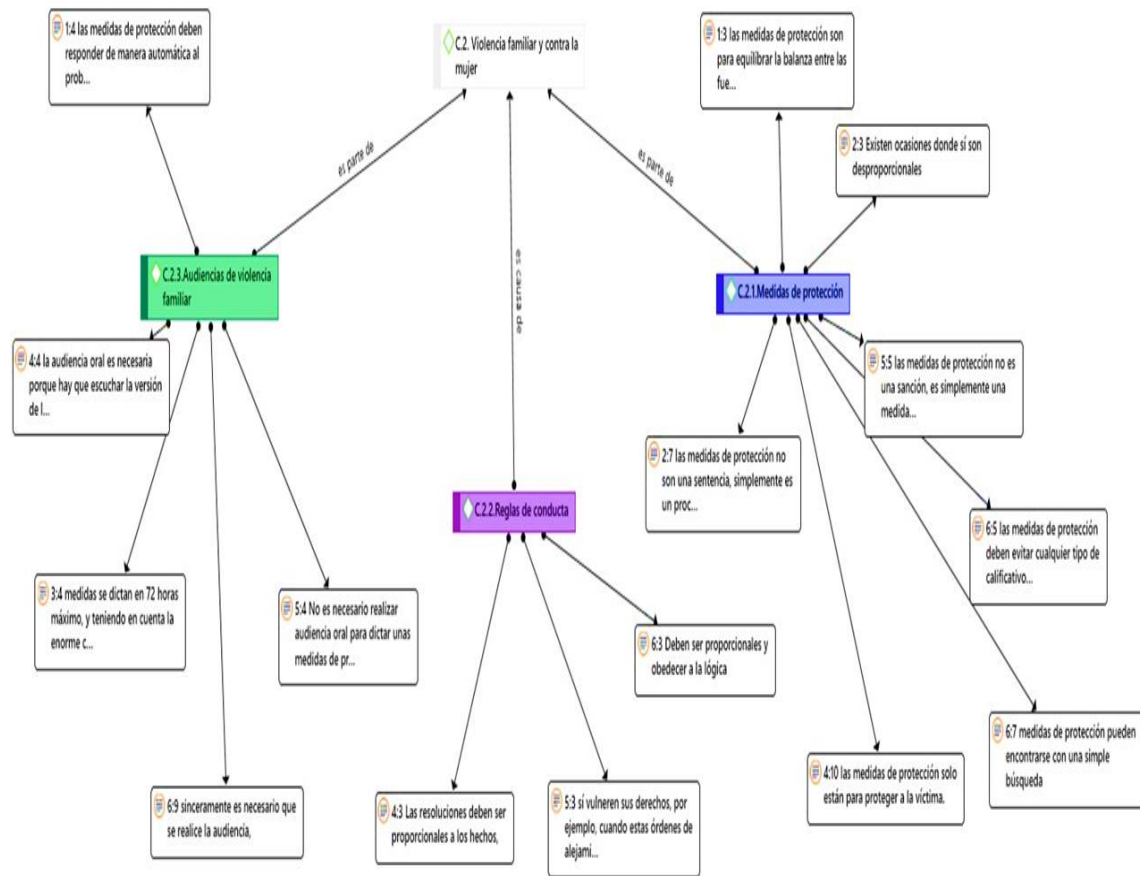 1:4 las medidas de protección deben
responder de manera automática al
prob...
C.2. Violencia familiar y contra la
mujer
1:3 las medidas de protección son
para equilibrar la balanza entre las
fue...
2:3 Existen ocasiones donde sí son
desproporcionales
es parte de
es parte de
es causa de
C.2.3.Audiencias de violencia
familiar
C.2.1.Medidas de protección
4:4 la audiencia oral es necesaria
porque hay que escuchar la versión
de l...
5:5 las medidas de protección no es
una sanción, es simplemente una
medida...
2:7 las medidas de protección no
son una sentencia, simplemente es
un proc...
C.2.2.Reglas de conducta
6:5 las medidas de protección
deben evitar cualquier tipo de
calificativo...
3:4 medidas se dictan en 72 horas
máximo, y teniendo en cuenta la
enorme c...
5:4 No es necesario realizar
audiencia oral para dictar unas
medidas de pr...
6:3 Deben ser proporcionales y
obedecer a la lógica
6:7 medidas de protección pueden
encontrarse con una simple
búsqueda
4:10 las medidas de protección solo
están para proteger a la víctima.
6:9 sinceramente es necesario que
se realice la audiencia,
4:3 Las resoluciones deben ser
proporcionales a los hechos,
5:3 sí vulneren sus derechos, por
ejemplo, cuando estas órdenes de
alejami...